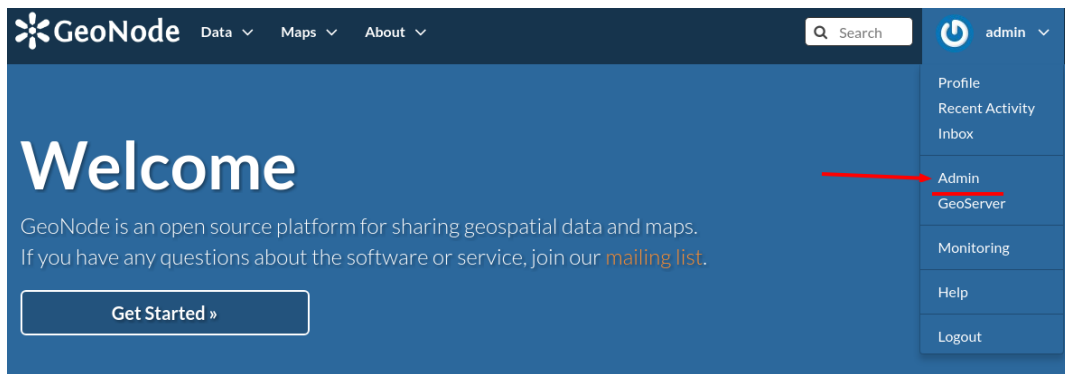 GeoNode Data Maps About Search admin
Profile
Recent Activity
Inbox
Admin
GeoServer
Monitoring
Help
Logout
Welcome
GeoNode is an open source platform for sharing geospatial data and maps.
If you have any questions about the software or service, join our mailing list.
Get Started »